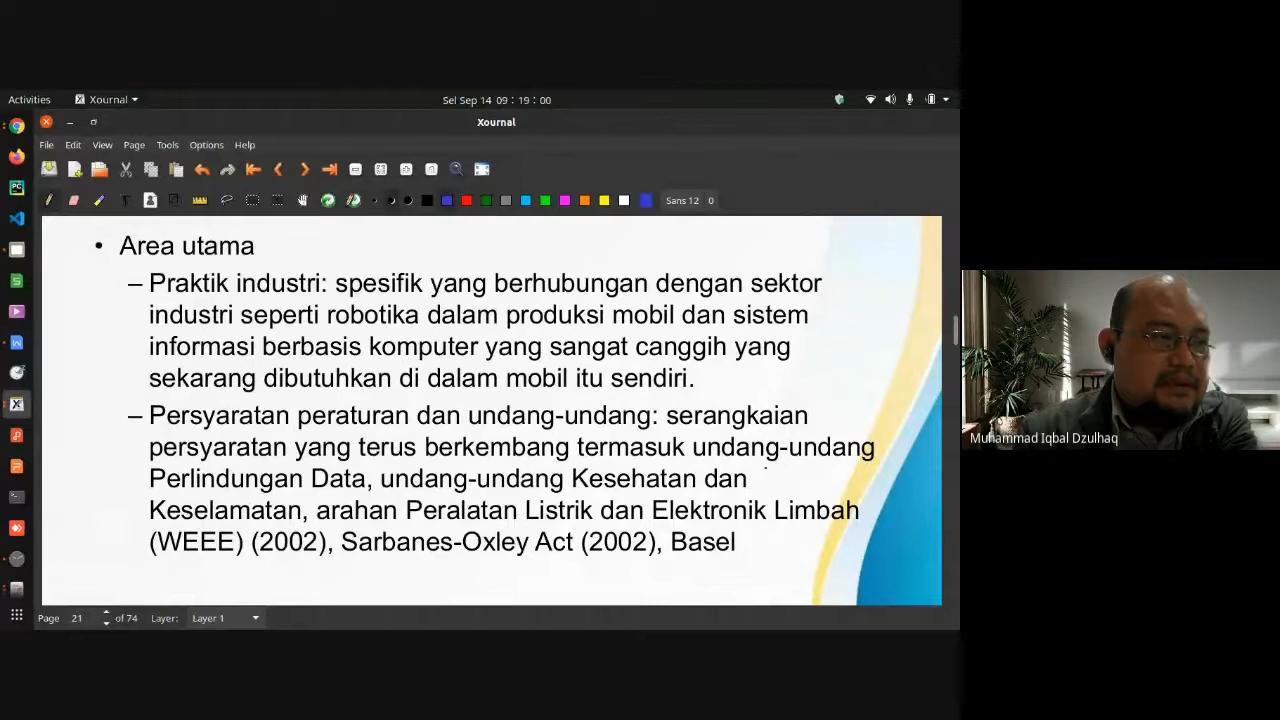 Activities
Xournal
Sel Sep 14 09:19:00
Xournal
File Edit View Page Tools Options Help
Sans 12 0
• Area utama
– Praktik industri: spesifik yang berhubungan dengan sektor
industri seperti robotika dalam produksi mobil dan sistem
informasi berbasis komputer yang sangat canggih yang
sekarang dibutuhkan di dalam mobil itu sendiri.
– Persyaratan peraturan dan undang-undang: serangkaian
persyaratan yang terus berkembang termasuk undang-undang
Perlindungan Data, undang-undang Kesehatan dan
Keselamatan, arahan Peralatan Listrik dan Elektronik Limbah
(WEEE) (2002), Sarbanes-Oxley Act (2002), Basel
Page 21 of 74 Layer: Layer 1
Muhammad Iqbal Dzulhaq